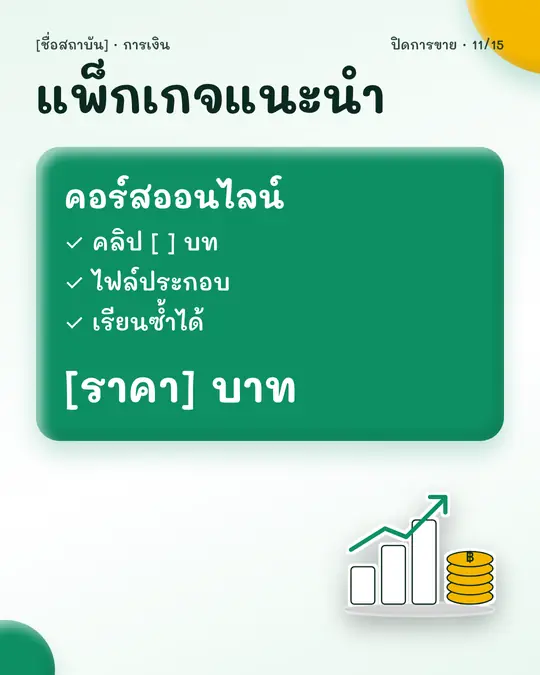 [ชื่อสถาบัน] · การเงิน
ปิดการขาย · 11/15
แพ็กเกจแนะนำ
คอร์สออนไลน์
✓ คลิป [ ] บท
✓ ไฟล์ประกอบ
✓ เรียนซ้ำได้
[ราคา] บาท
฿